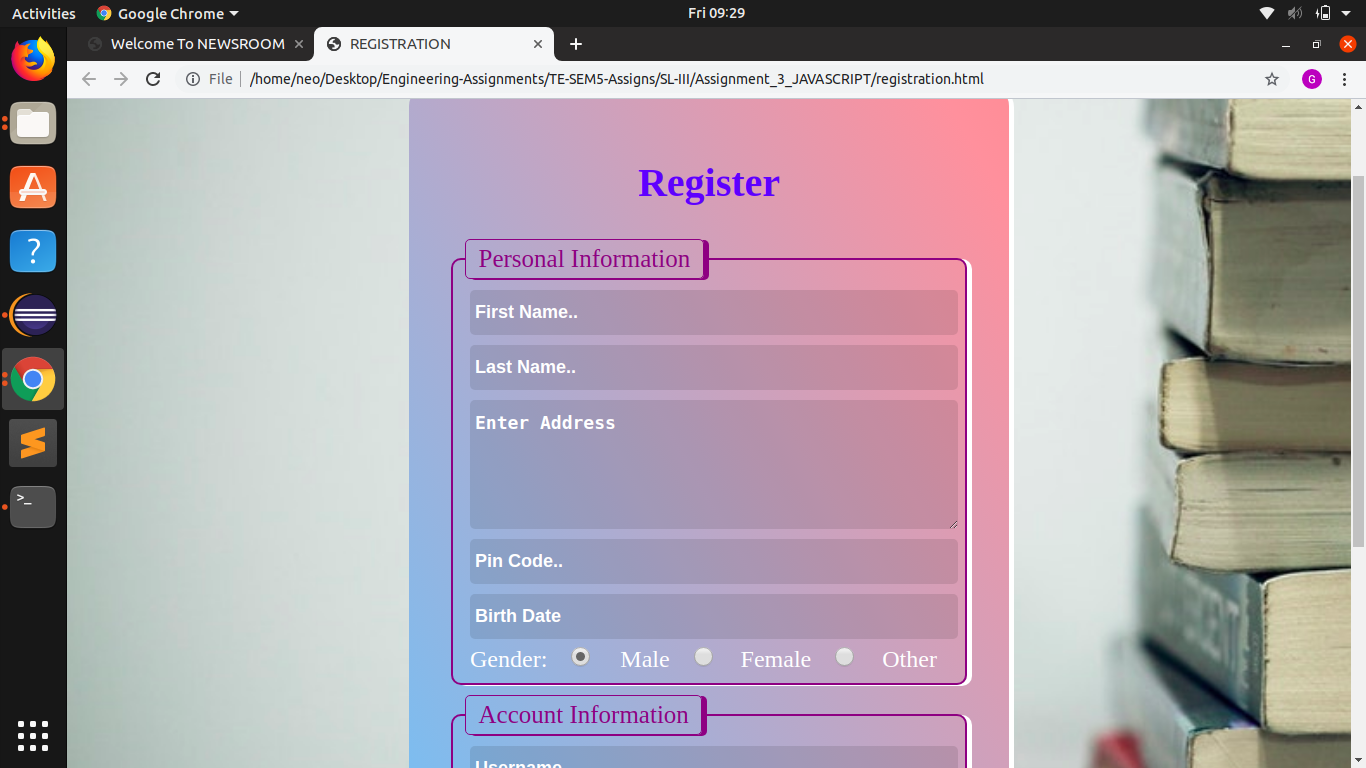 Activities Google Chrome Fri 09:29
Welcome To NEWSROOM REGISTRATION
File /home/neo/Desktop/Engineering-Assignments/TE-SEM5-Assigns/SL-III/Assignment_3_JAVASCRIPT/registration.html G
Register
Personal Information
First Name..
Last Name..
Enter Address
Pin Code..
Birth Date
Gender: Male Female Other
Account Information
Username